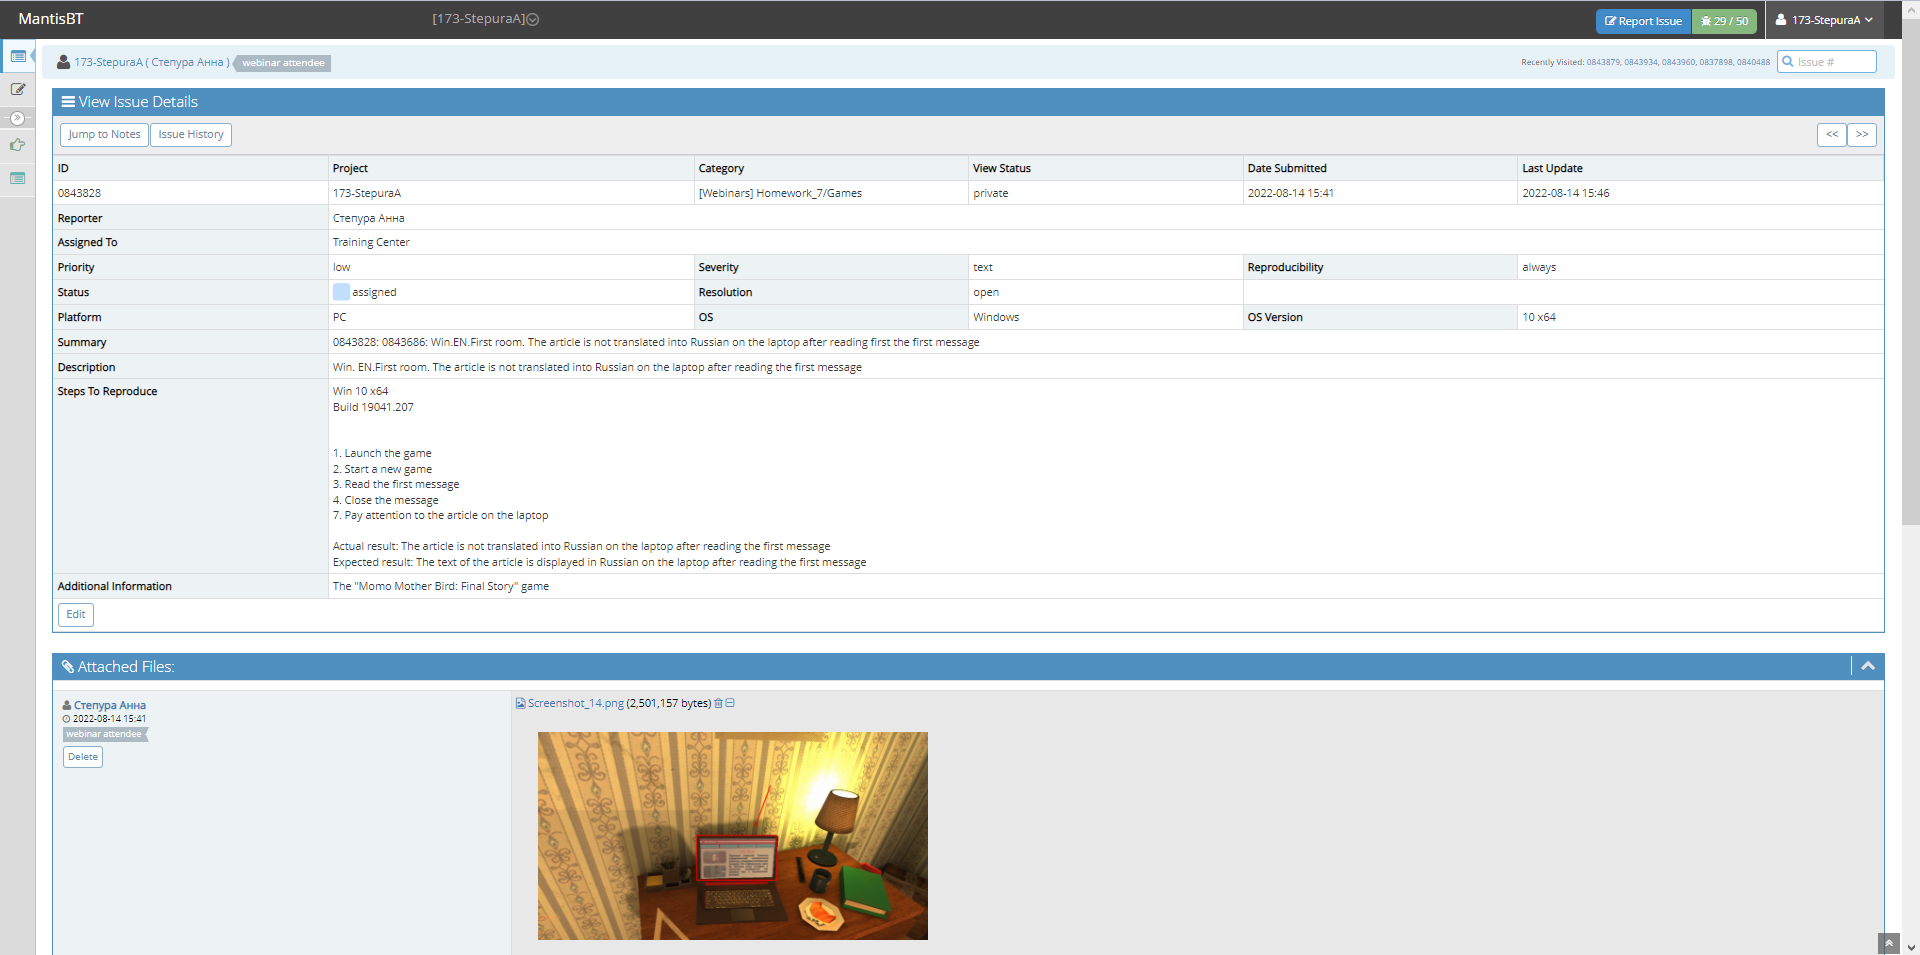 MantisBT
[173-StepuraA]
Report Issue
29 / 50
173-StepuraA
173-StepuraA ( Степура Анна )
webinar attendee
Recently Visited: 0843879, 0843934, 0843960, 0837898, 0840488
Issue #
View Issue Details
Jump to Notes
Issue History
<< >>
ID Project Category View Status Date Submitted Last Update
0843828 173-StepuraA [Webinars] Homework_7/Games private 2022-08-14 15:41 2022-08-14 15:46
Reporter Степура Анна
Assigned To Training Center
Priority low Severity text Reproducibility always
Status assigned Resolution open
Platform PC OS Windows OS Version 10 x64
Summary 0843828: 0843686: Win.EN.First room. The article is not translated into Russian on the laptop after reading first the first message
Description Win. EN.First room. The article is not translated into Russian on the laptop after reading the first message
Steps To Reproduce Win 10 x64
Build 19041.207
1. Launch the game
2. Start a new game
3. Read the first message
4. Close the message
7. Pay attention to the article on the laptop
Actual result: The article is not translated into Russian on the laptop after reading the first message
Expected result: The text of the article is displayed in Russian on the laptop after reading the first message
Additional Information The "Momo Mother Bird: Final Story" game
Edit
Attached Files:
Степура Анна
2022-08-14 15:41
webinar attendee
Delete
Screenshot_14.png (2,501,157 bytes)